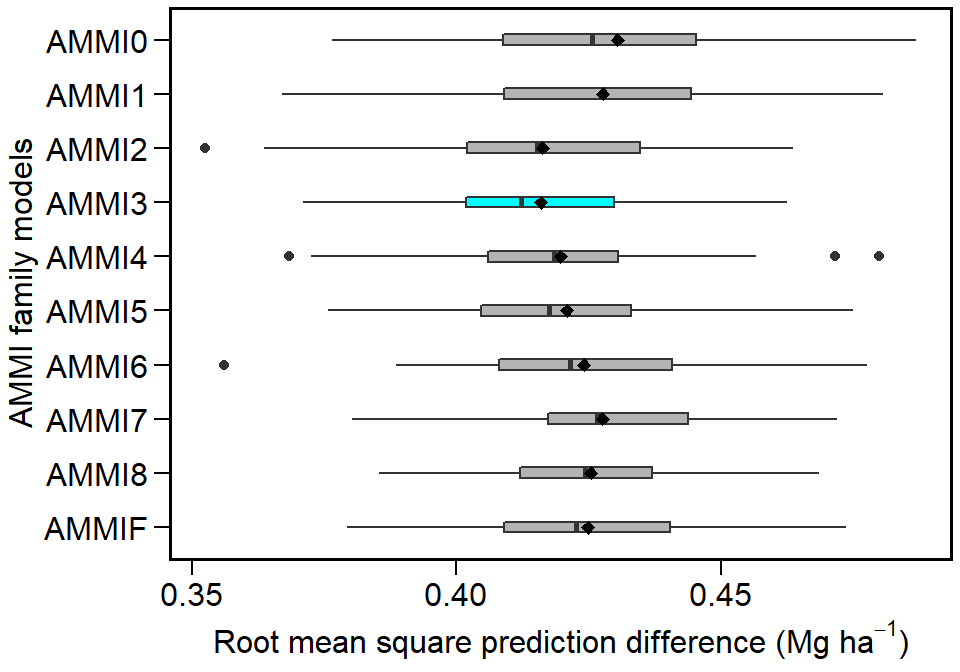 AMMI family models
AMMI0
AMMI1
AMMI2
AMMI3
AMMI4
AMMI5
AMMI6
AMMI7
AMMI8
AMMIF
0.35 0.40 0.45
Root mean square prediction difference (Mg ha⁻¹)